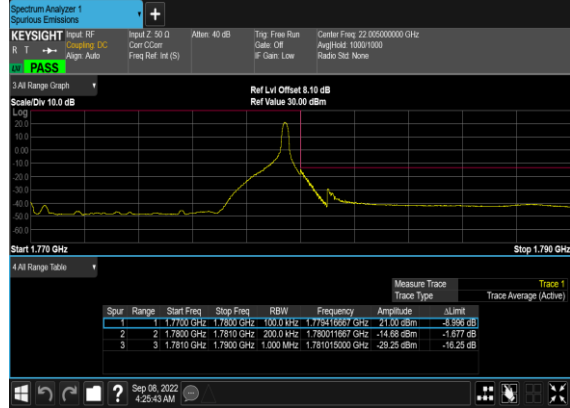 Spectrum Analyzer 1
Spurious Emissions
+
KEYSIGHT Input: RF Input Z: 50 Ω Atten: 40 dB Trig: Free Run Center Freq: 22.005000000 GHz
R T Coupling: DC Corr CCorr Gate: Off Avg|Hold: 1000/1000
Align: Auto Freq Ref: Int (S) IF Gain: Low Radio Std: None
LU PASS
3 All Range Graph
Ref Lvl Offset 8.10 dB
Scale/Div 10.0 dB Ref Value 30.00 dBm
Log
20.0
10.0
0.00
-10.0
-20.0
-30.0
-40.0
-50.0
-60.0
Start 1.770 GHz Stop 1.790 GHz
4 All Range Table
Measure Trace Trace 1
Trace Type Trace Average (Active)
Spur Range Start Freq Stop Freq RBW Frequency Amplitude ΔLimit
1 1 1.7700 GHz 1.7800 GHz 100.0 kHz 1.779416667 GHz 21.00 dBm -8.996 dB
2 2 1.7800 GHz 1.7810 GHz 200.0 kHz 1.780011667 GHz -14.68 dBm -1.677 dB
3 3 1.7810 GHz 1.7900 GHz 1.000 MHz 1.781015000 GHz -29.25 dBm -16.25 dB
? Sep 08, 2022
4:25:43 AM